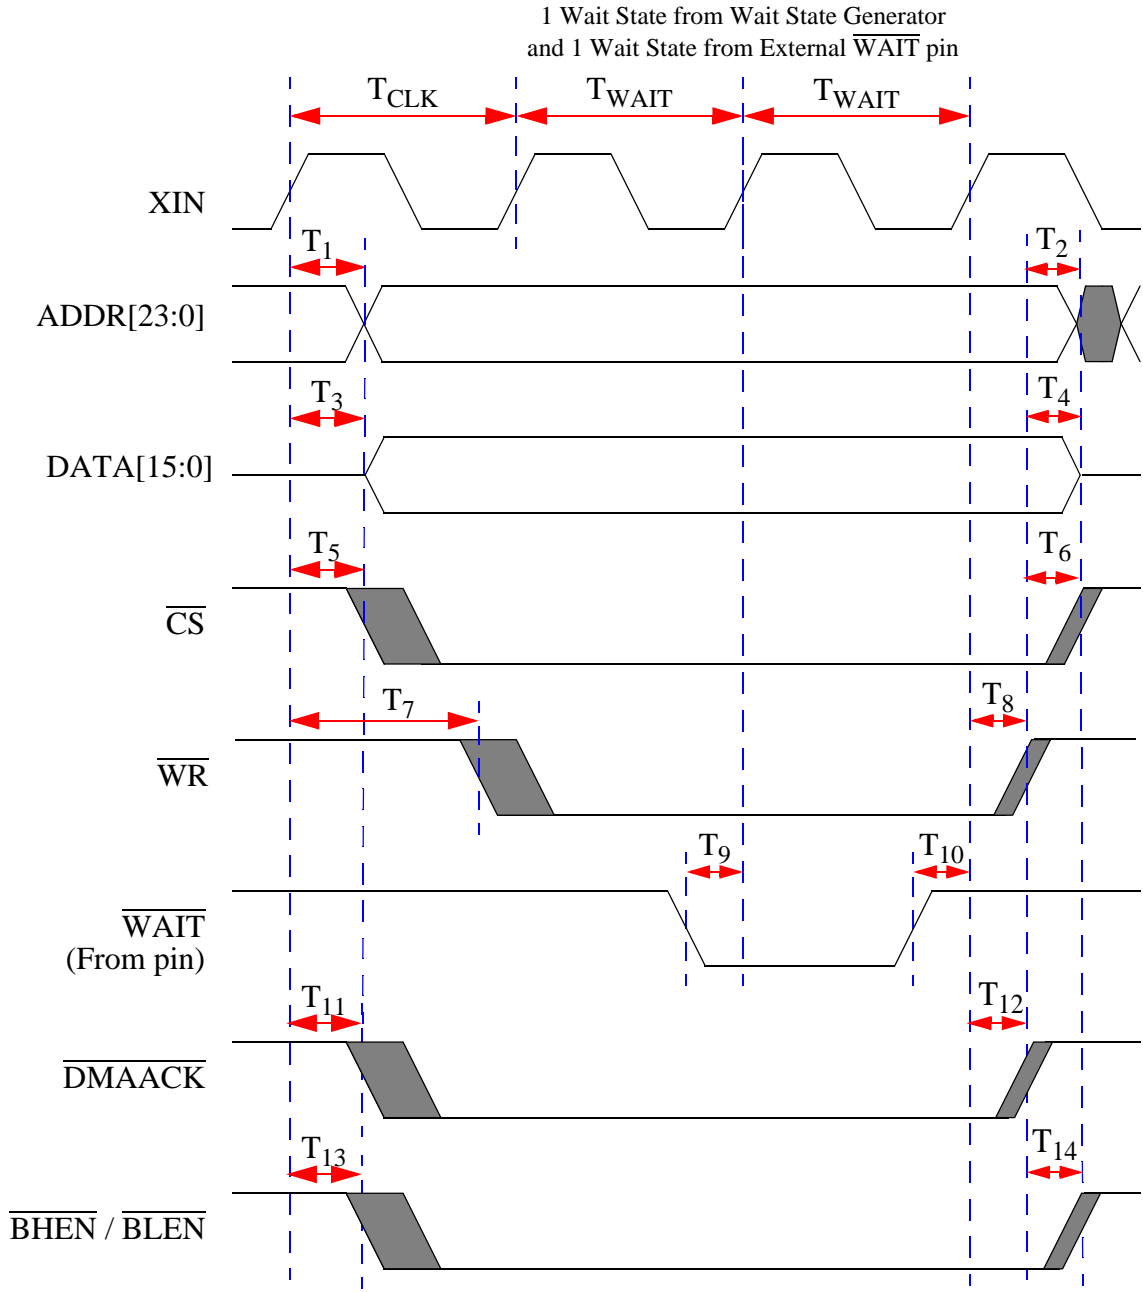 1 Wait State from Wait State Generator
and 1 Wait State from External WAIT pin
TCLK TWAIT TWAIT
XIN
T1 T2
ADDR[23:0]
T3 T4
DATA[15:0]
T5 T6
CS
T7 T8
WR
T9 T10
WAIT
(From pin)
T11 T12
DMAACK
T13 T14
BHEN / BLEN